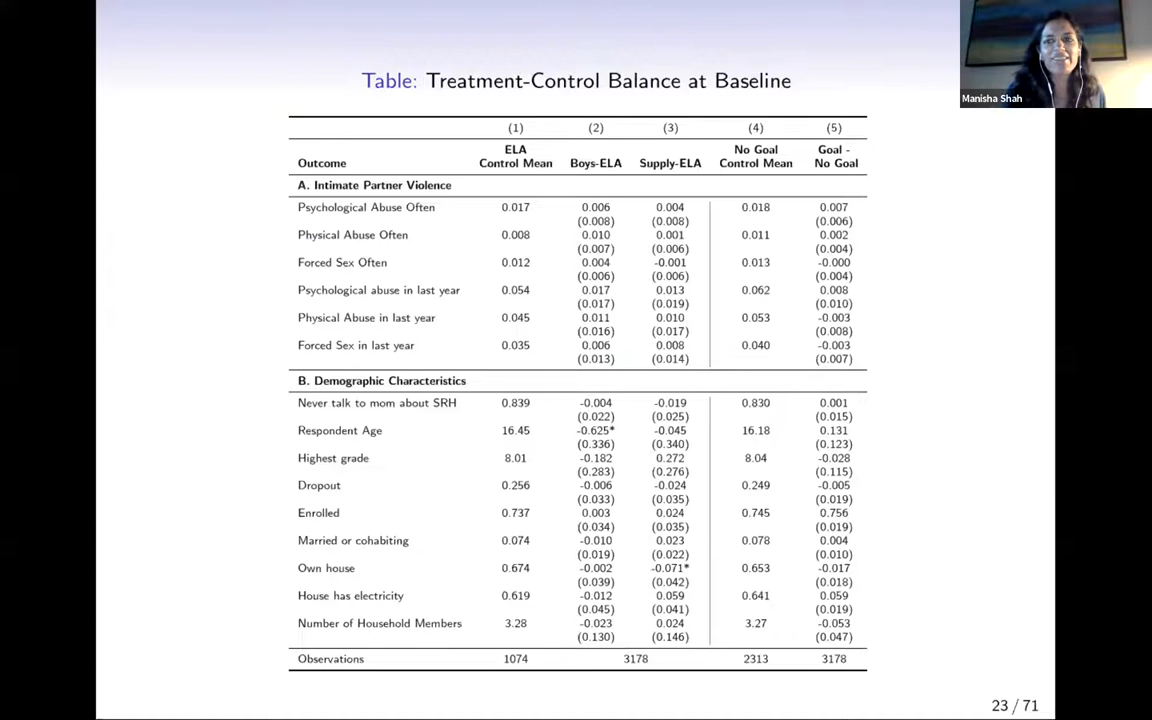 Table: Treatment-Control Balance at Baseline
Manisha Shah
(1) (2) (3) (4) (5)
ELA No Goal Goal -
Outcome Control Mean Boys-ELA Supply-ELA Control Mean No Goal
A. Intimate Partner Violence
Psychological Abuse Often 0.017 0.006 0.004 0.018 0.007
(0.008) (0.008) (0.006)
Physical Abuse Often 0.008 0.010 0.001 0.011 0.002
(0.007) (0.006) (0.004)
Forced Sex Often 0.012 0.004 -0.001 0.013 -0.000
(0.006) (0.006) (0.004)
Psychological abuse in last year 0.054 0.017 0.013 0.062 0.008
(0.017) (0.019) (0.010)
Physical Abuse in last year 0.045 0.011 0.010 0.053 -0.003
(0.016) (0.017) (0.008)
Forced Sex in last year 0.035 0.006 0.008 0.040 -0.003
(0.013) (0.014) (0.007)
B. Demographic Characteristics
Never talk to mom about SRH 0.839 -0.004 -0.019 0.830 0.001
(0.022) (0.025) (0.015)
Respondent Age 16.45 -0.625* -0.045 16.18 0.131
(0.336) (0.340) (0.123)
Highest grade 8.01 -0.182 0.272 8.04 -0.028
(0.283) (0.276) (0.115)
Dropout 0.256 -0.006 -0.024 0.249 -0.005
(0.033) (0.035) (0.019)
Enrolled 0.737 0.003 0.024 0.745 0.756
(0.034) (0.035) (0.019)
Married or cohabiting 0.074 -0.010 0.023 0.078 0.004
(0.019) (0.022) (0.010)
Own house 0.674 -0.002 -0.071* 0.653 -0.017
(0.039) (0.042) (0.018)
House has electricity 0.619 -0.012 0.059 0.641 0.059
(0.045) (0.041) (0.019)
Number of Household Members 3.28 -0.023 0.024 3.27 -0.053
(0.130) (0.146) (0.047)
Observations 1074 3178 2313 3178
23 / 71